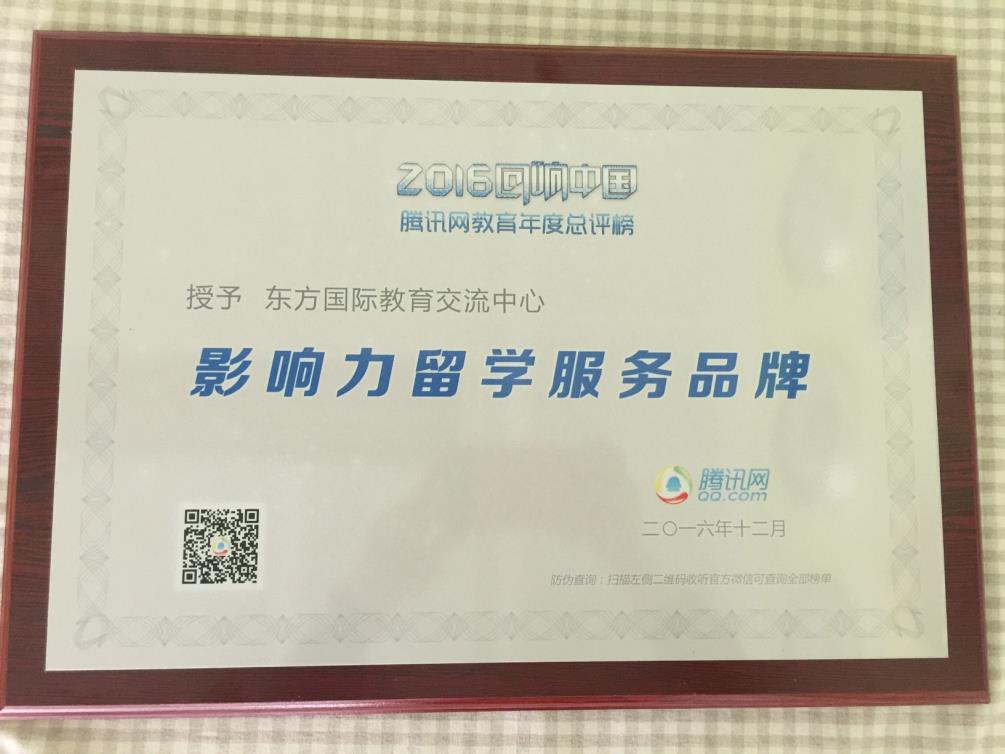 2016回响中国
腾讯网教育年度总评榜
授予 东方国际教育交流中心
影响力留学服务品牌
腾讯网
QQ.com
二〇一六年十二月
防伪查询：扫描左侧二维码收听官方微信可查询全部榜单